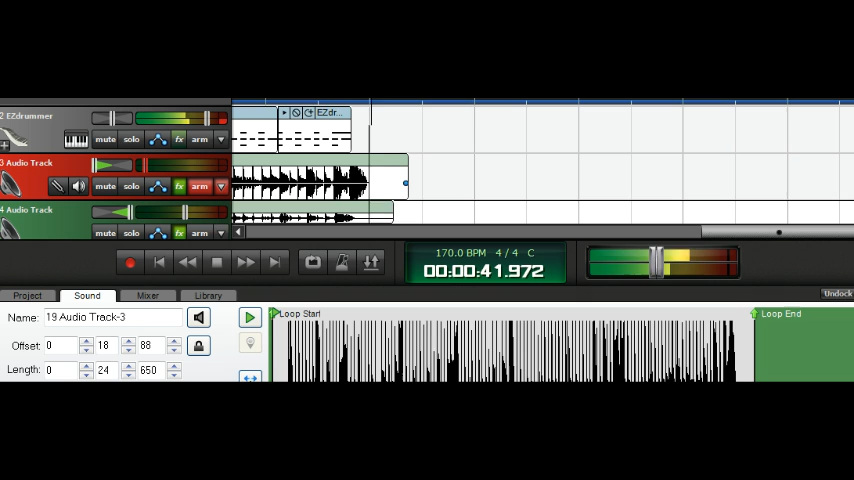 2 EZdrummer
EZdr...
mute solo fx arm
3 Audio Track
mute solo fx arm
4 Audio Track
mute solo fx arm
170.0 BPM 4 / 4 C
00:00:41.972
Project Sound Mixer Library
Undock
Name: 19 Audio Track-3
Loop Start
Loop End
Offset: 0 18 88
Length: 0 24 650